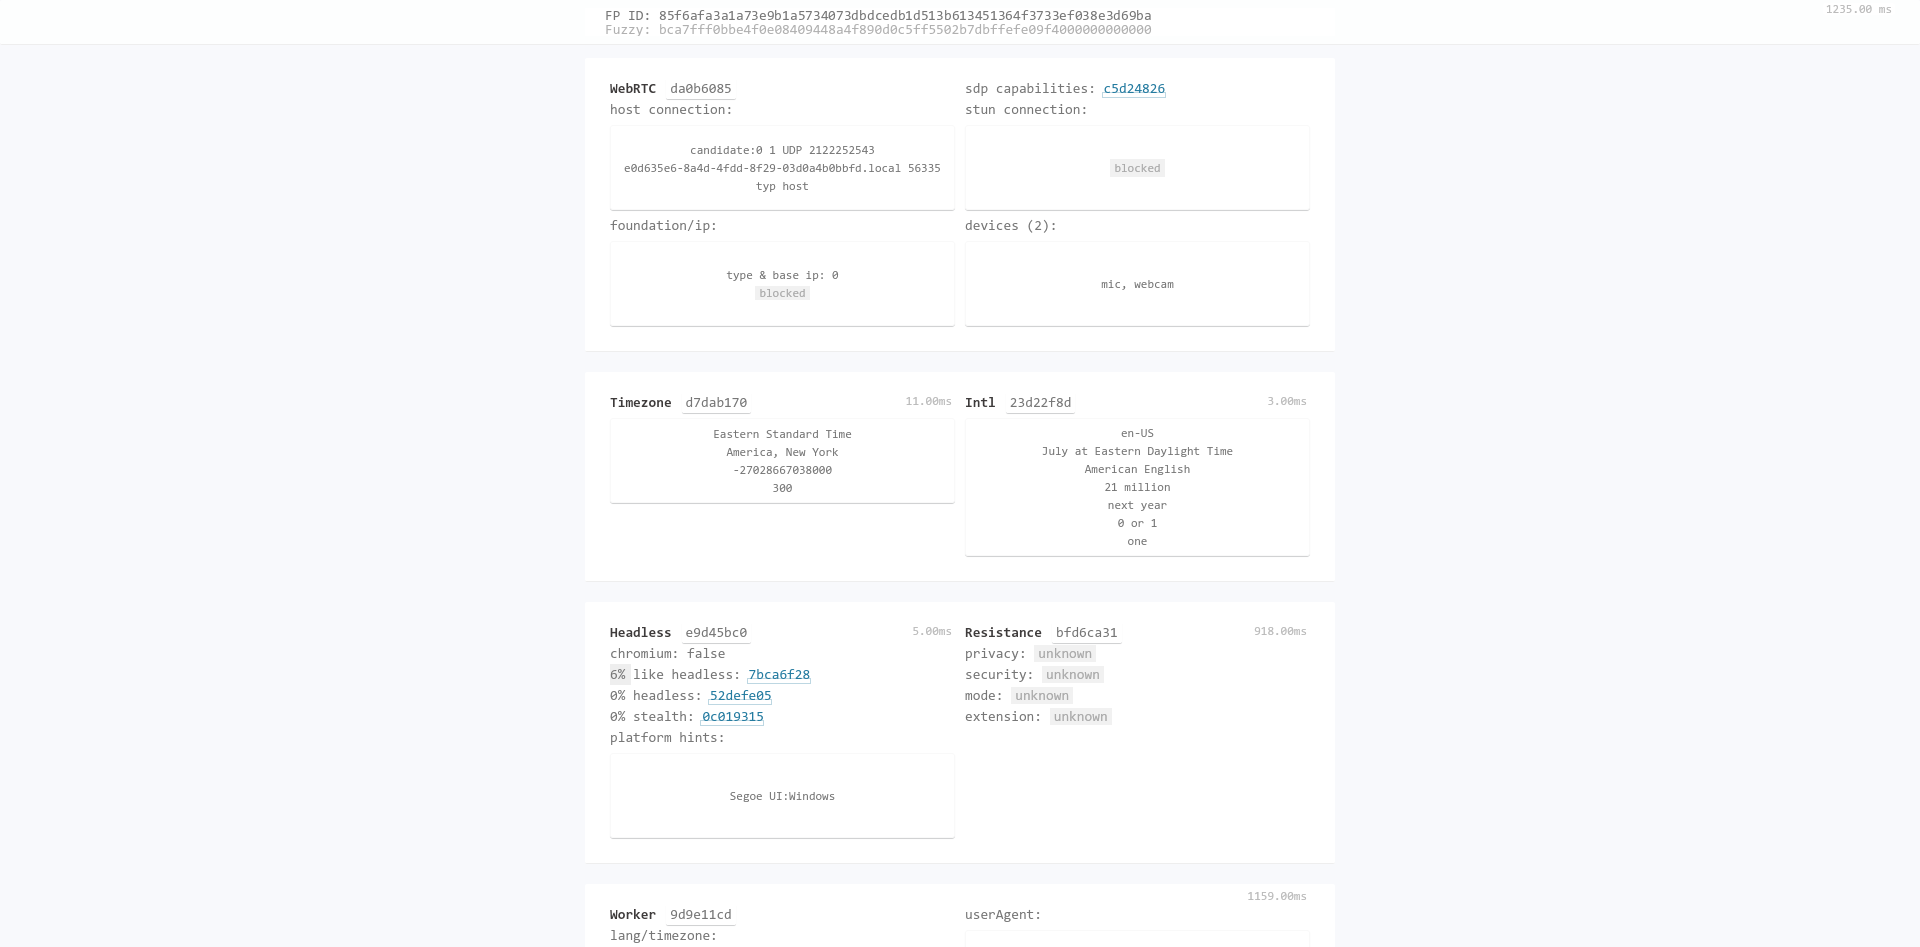 FP ID: 85f6afa3a1a73e9b1a5734073dbdcedb1d513b613451364f3733ef038e3d69ba
1235.00 ms
Fuzzy: bca7fff0bbe4f0e08409448a4f890d0c5ff5502b7dbffefe09f4000000000000
WebRTC da0b6085
host connection:
candidate:0 1 UDP 2122252543
e0d635e6-8a4d-4fdd-8f29-03d0a4b0bbfd.local 56335
typ host
foundation/ip:
type & base ip: 0
blocked
sdp capabilities: c5d24826
stun connection:
blocked
devices (2):
mic, webcam
Timezone d7dab170 11.00ms
Eastern Standard Time
America, New York
-27028667038000
300
Intl 23d22f8d 3.00ms
en-US
July at Eastern Daylight Time
American English
21 million
next year
0 or 1
one
Headless e9d45bc0 5.00ms
chromium: false
6% like headless: 7bca6f28
0% headless: 52defe05
0% stealth: 0c019315
platform hints:
Segoe UI:Windows
Resistance bfd6ca31 918.00ms
privacy: unknown
security: unknown
mode: unknown
extension: unknown
1159.00ms
Worker 9d9e11cd
lang/timezone:
userAgent: